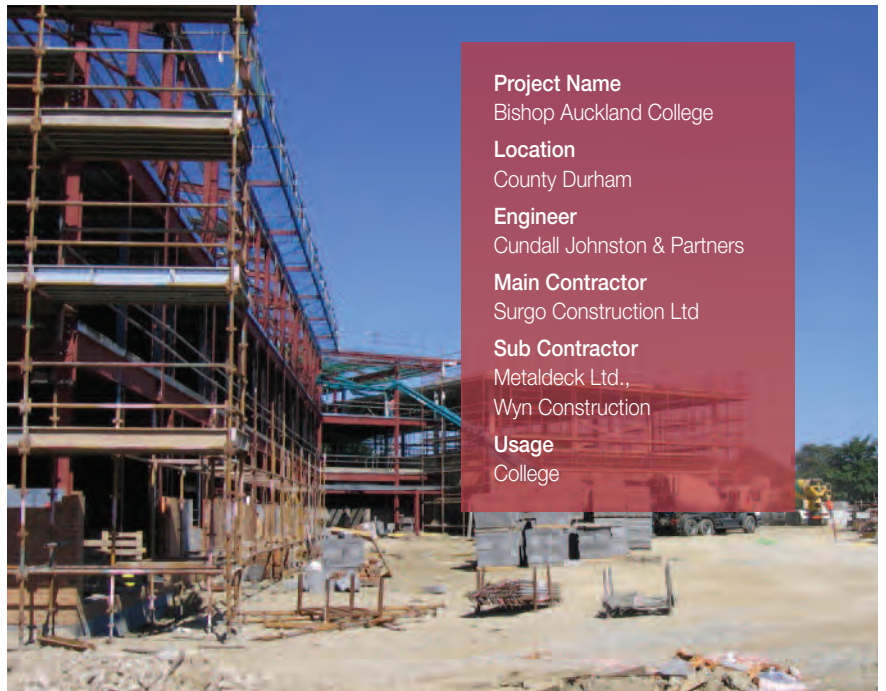 Project Name
Bishop Auckland College
Location
County Durham
Engineer
Cundall Johnston & Partners
Main Contractor
Surgo Construction Ltd
Sub Contractor
Metaldeck Ltd.,
Wyn Construction
Usage
College